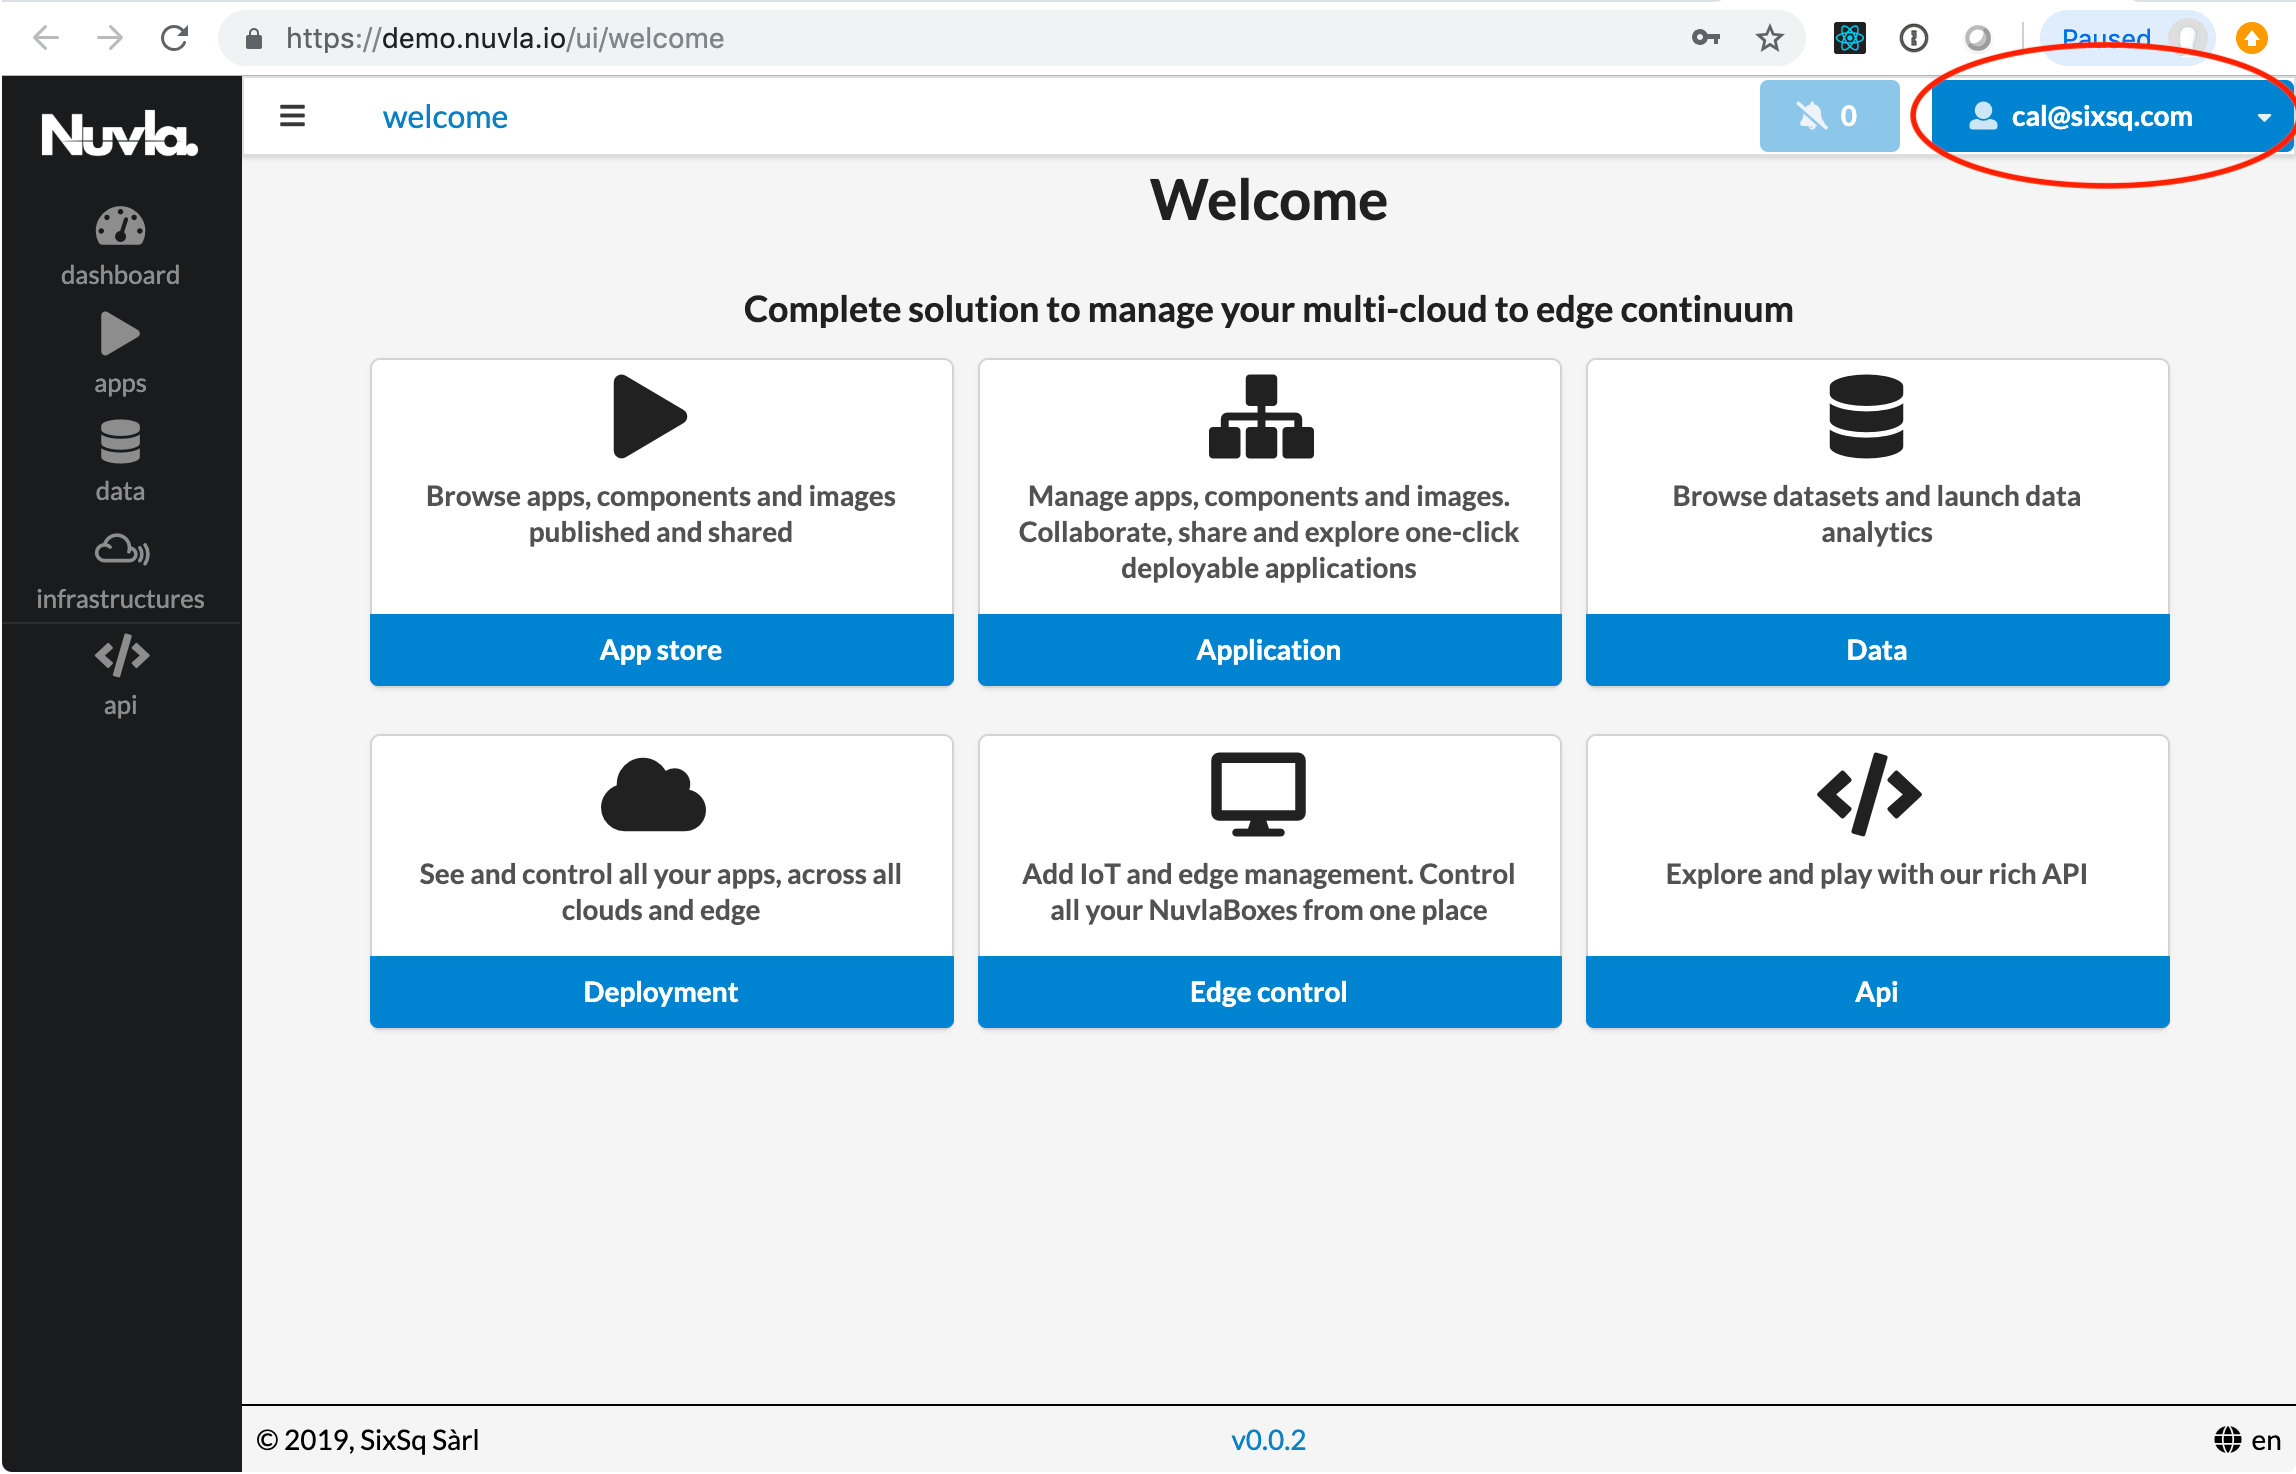 https://demo.nuvla.io/ui/welcome
Paused
Nuvla.
welcome
0
cal@sixsq.com
dashboard
apps
data
infrastructures
api
Welcome
Complete solution to manage your multi-cloud to edge continuum
Browse apps, components and images
published and shared
App store
Manage apps, components and images.
Collaborate, share and explore one-click
deployable applications
Application
Browse datasets and launch data
analytics
Data
See and control all your apps, across all
clouds and edge
Deployment
Add IoT and edge management. Control
all your NuvlaBoxes from one place
Edge control
Explore and play with our rich API
Api
© 2019, SixSq Sàrl
v0.0.2
en